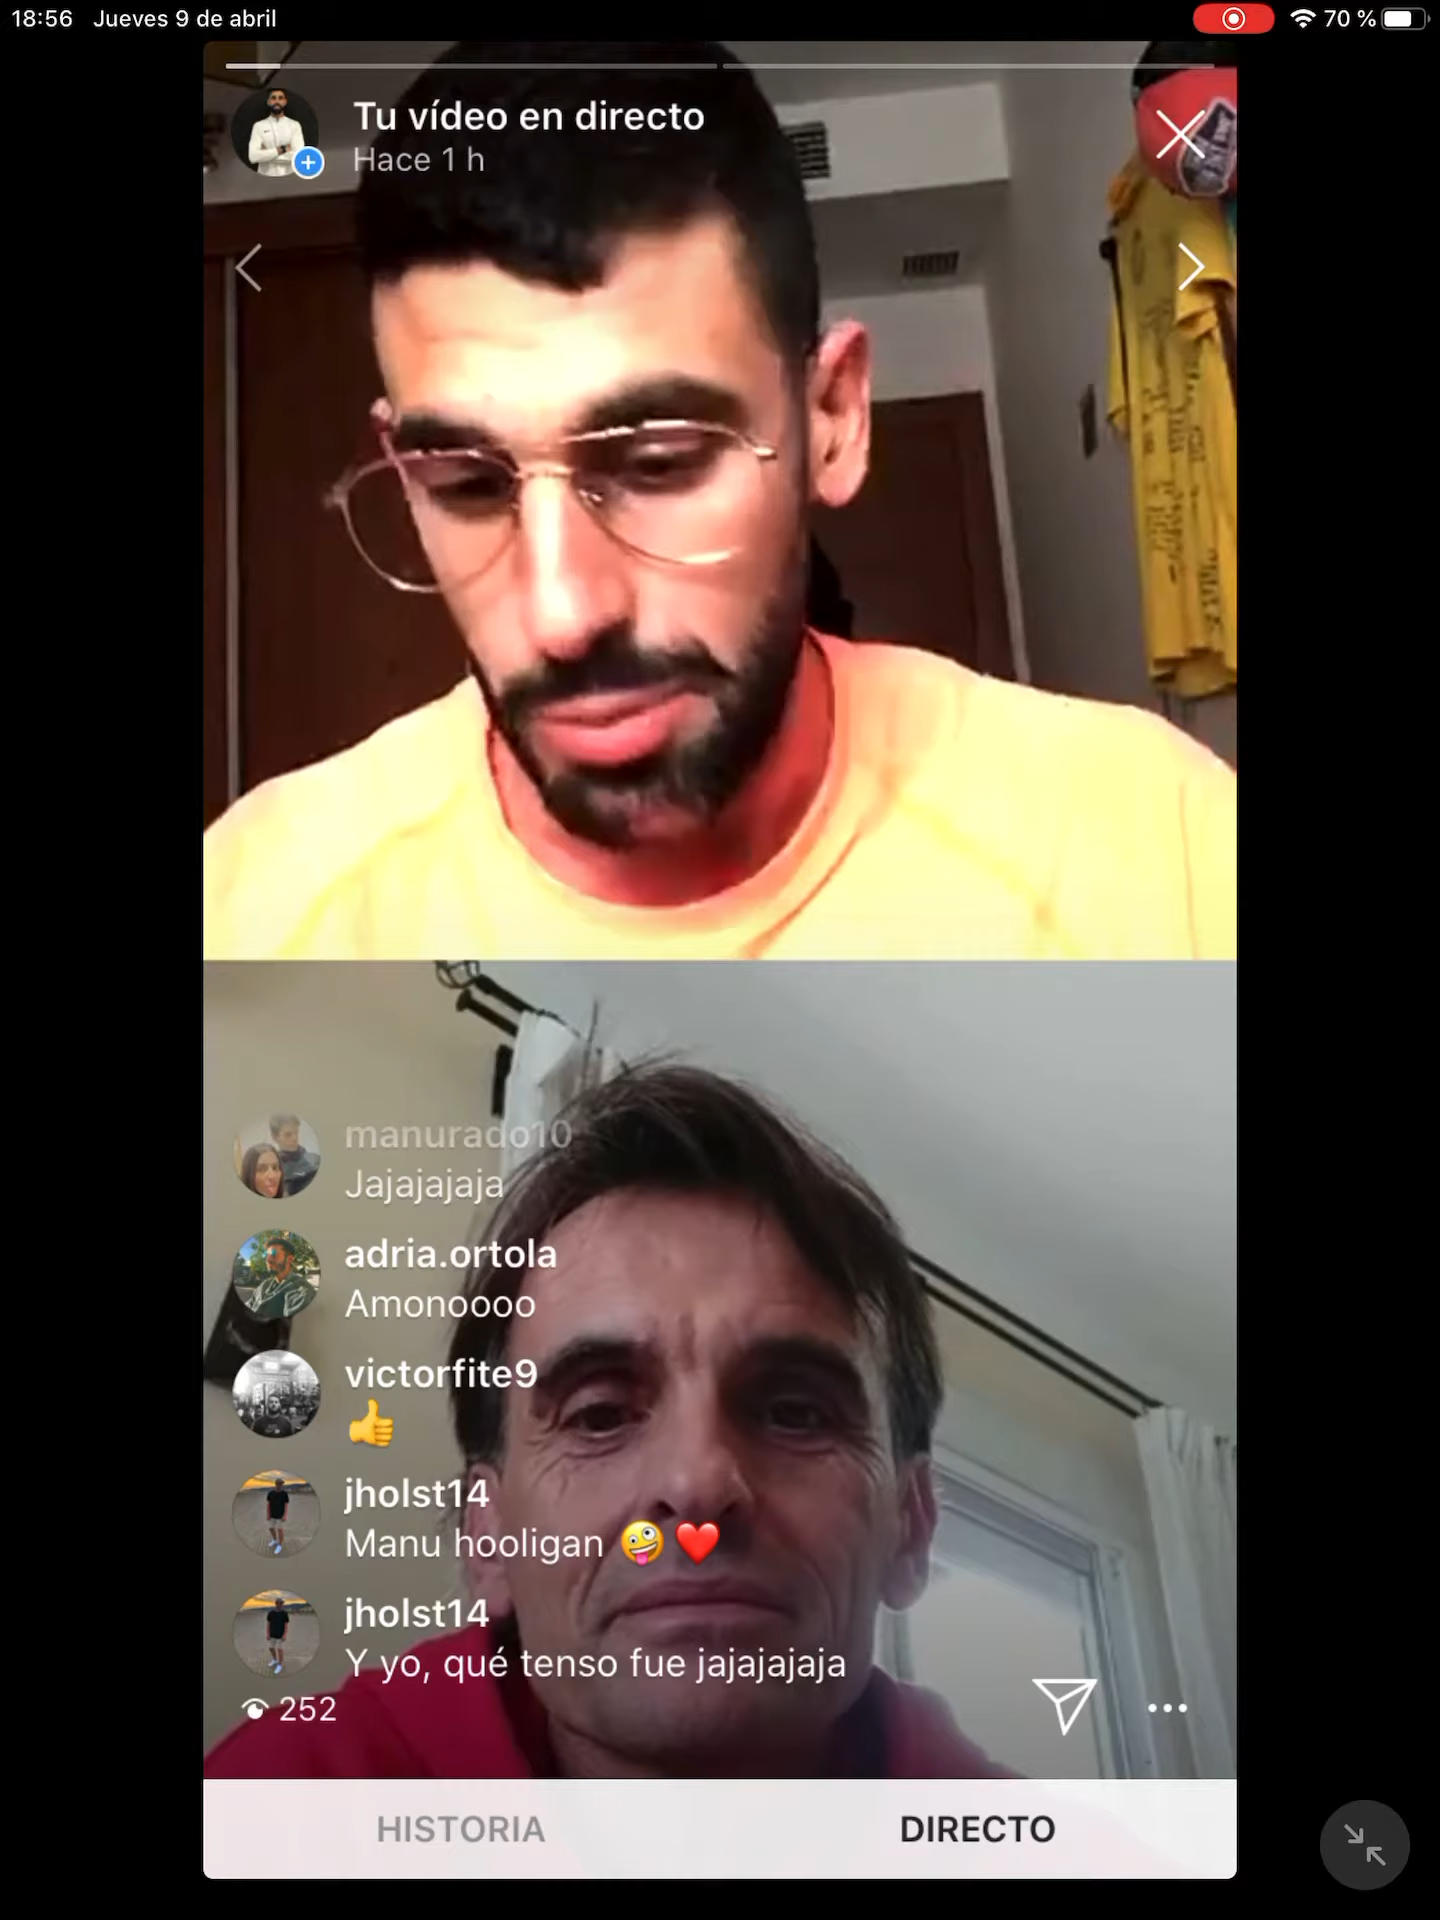 18:56 Jueves 9 de abril
70 %
Tu vídeo en directo
Hace 1 h
manurado10
Jajajajaja
adria.ortola
Amonoooo
victorfite9
👍
jholst14
Manu hooligan 🤪 ❤️
jholst14
Y yo, qué tenso fue jajajajaja
252
HISTORIA
DIRECTO